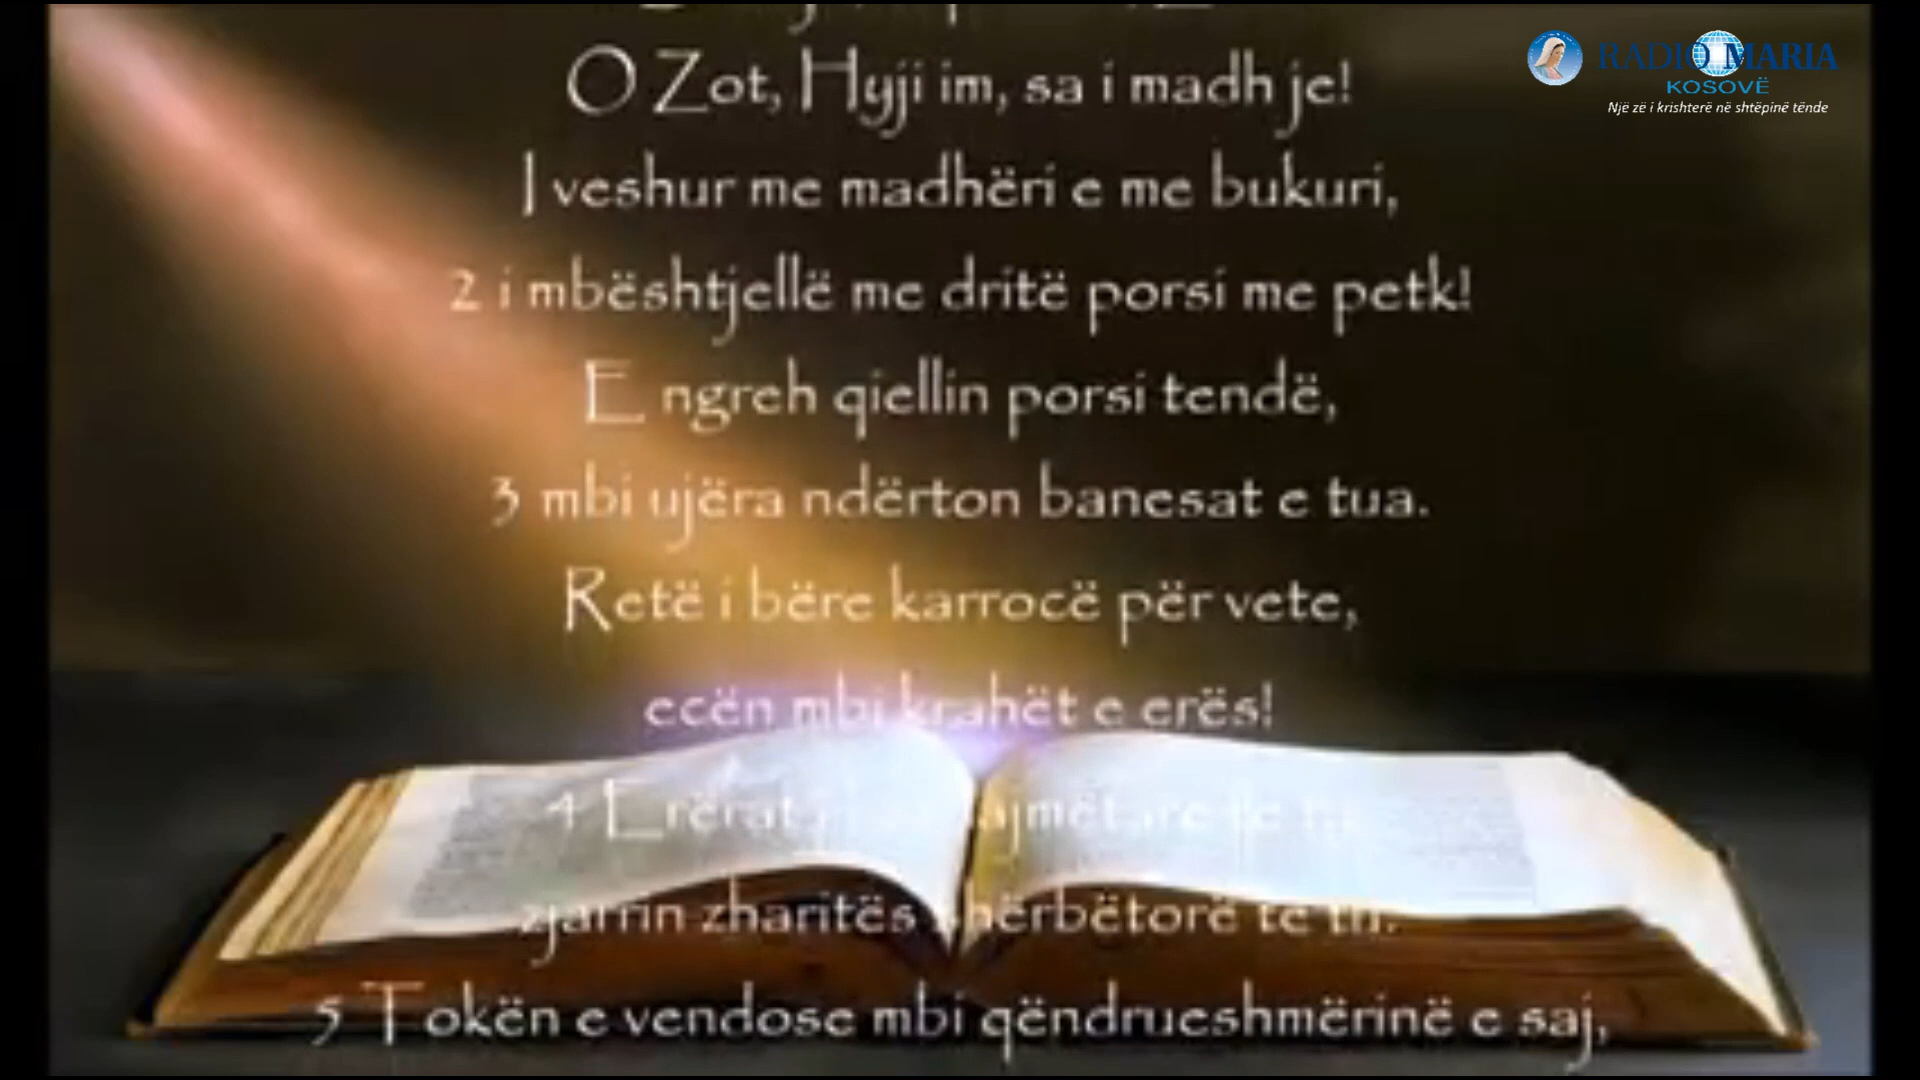 O Zot, Hyji im, sa i madh je!
I veshur me madhëri e me bukuri,
2 i mbështjellë me dritë porsi me petk!
E ngreh qiellin porsi tendë,
3 mbi ujëra ndërton banesat e tua.
Retë i bëre karrocë për vete,
ecën mbi krahët e erës!
4 Erërat
zjarrin zharitës shërbëtorë të tu.
5 Tokën e vendose mbi qëndrueshmërinë e saj,
RADIO MARIA
KOSOVË
Një zë i krishterë në shtëpinë tënde